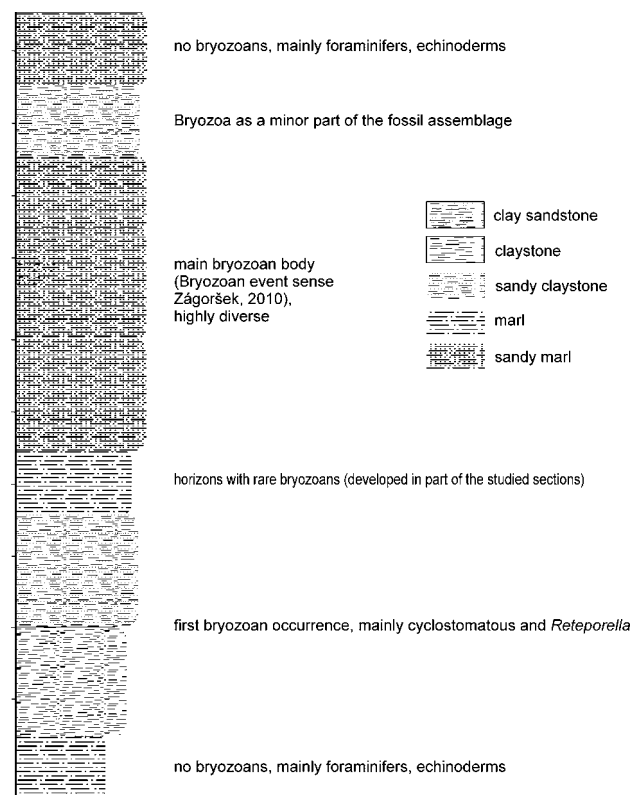 no bryozoans, mainly foraminifers, echinoderms
Bryozoa as a minor part of the fossil assemblage
clay sandstone
claystone
sandy claystone
marl
sandy marl
main bryozoan body
(Bryozoan event sense
Zágoršek, 2010),
highly diverse
horizons with rare bryozoans (developed in part of the studied sections)
first bryozoan occurrence, mainly cyclostomatous and Reteporella
no bryozoans, mainly foraminifers, echinoderms